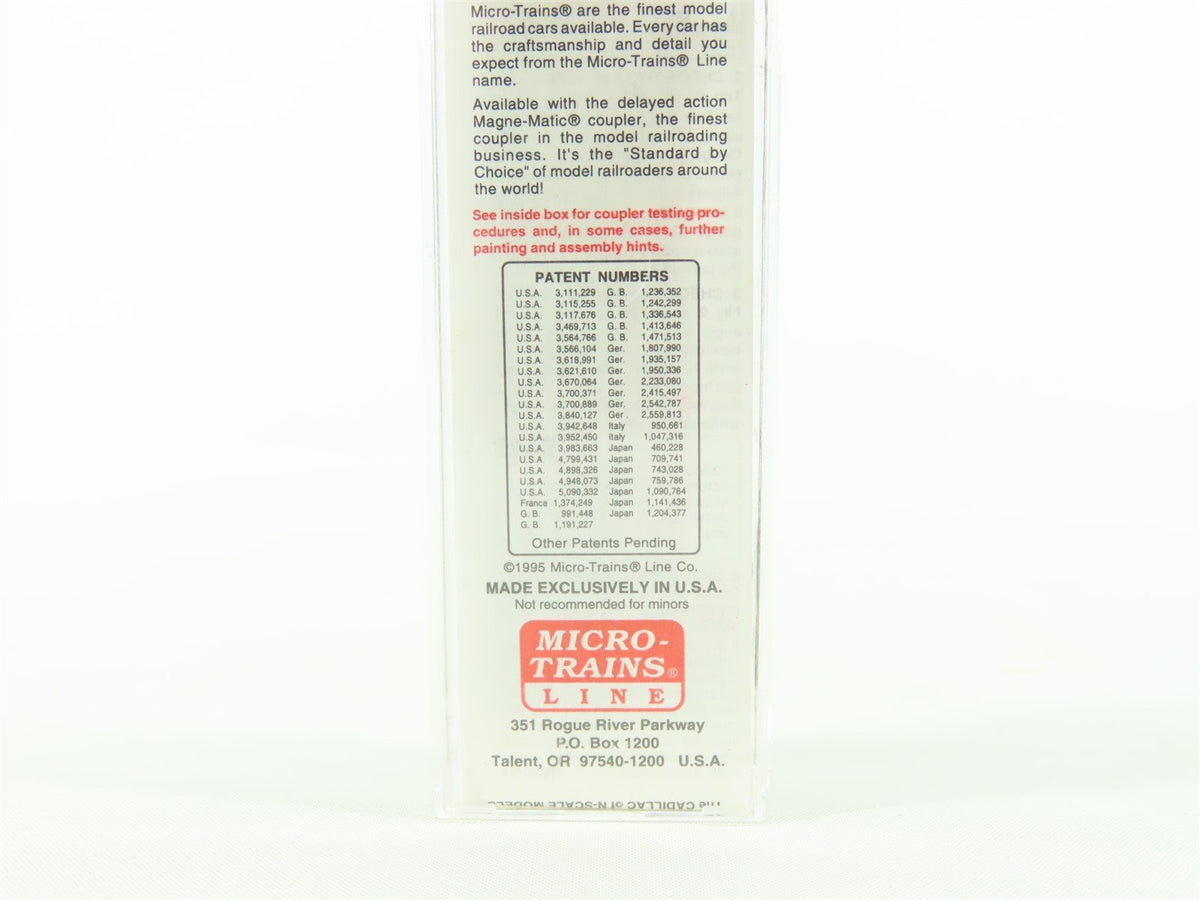 Micro-Trains® are the finest model
railroad cars available. Every car has
the craftsmanship and detail you
expect from the Micro-Trains® Line
name.
Available with the delayed action
Magne-Matic® coupler, the finest
coupler in the model railroading
business. It's the "Standard by
Choice" of model railroaders around
the world!
See inside box for coupler testing pro-
cedures and, in some cases, further
painting and assembly hints.
PATENT NUMBERS
U.S.A. 3,111,229 G. B. 1,236,352
U.S.A. 3,115,255 G. B. 1,242,299
U.S.A. 3,117.676 G. B. 1,336,543
U.S.A. 3,469,713 G. B. 1,413,646
U.S.A. 3,564,766 G. B. 1,471,513
U.S.A. 3,566,104 Ger. 1,807,990
U.S.A. 3,618,991 Ger. 1,935,157
U.S.A. 3,621,610 Ger. 1,950,336
U.S.A. 3,670,064 Ger. 2,233,080
U.S.A. 3,700,371 Ger. 2,415,497
U.S.A. 3,700,889 Ger. 2,542,787
U.S.A. 3,840,127 Ger. 2,559,813
U.S.A. 3,942,648 Italy 950,661
U.S.A. 3,952,450 Italy 1,047,316
U.S.A. 3,983,663 Japan 460,228
U.S.A. 4,799,431 Japan 709,741
U.S.A. 4,898,326 Japan 743,028
U.S.A. 4,948,073 Japan 759,786
U.S.A. 5,090,332 Japan 1,090,764
France 1,374,249 Japan 1,141,436
G. B. 991,448 Japan 1,204,377
G. B. 1,191,227
Other Patents Pending
©1995 Micro-Trains® Line Co.
MADE EXCLUSIVELY IN U.S.A.
Not recommended for minors
MICRO-
TRAINS®
LINE
351 Rogue River Parkway
P.O. Box 1200
Talent, OR 97540-1200 U.S.A.
The CADILLAC of N-SCALE MODELS